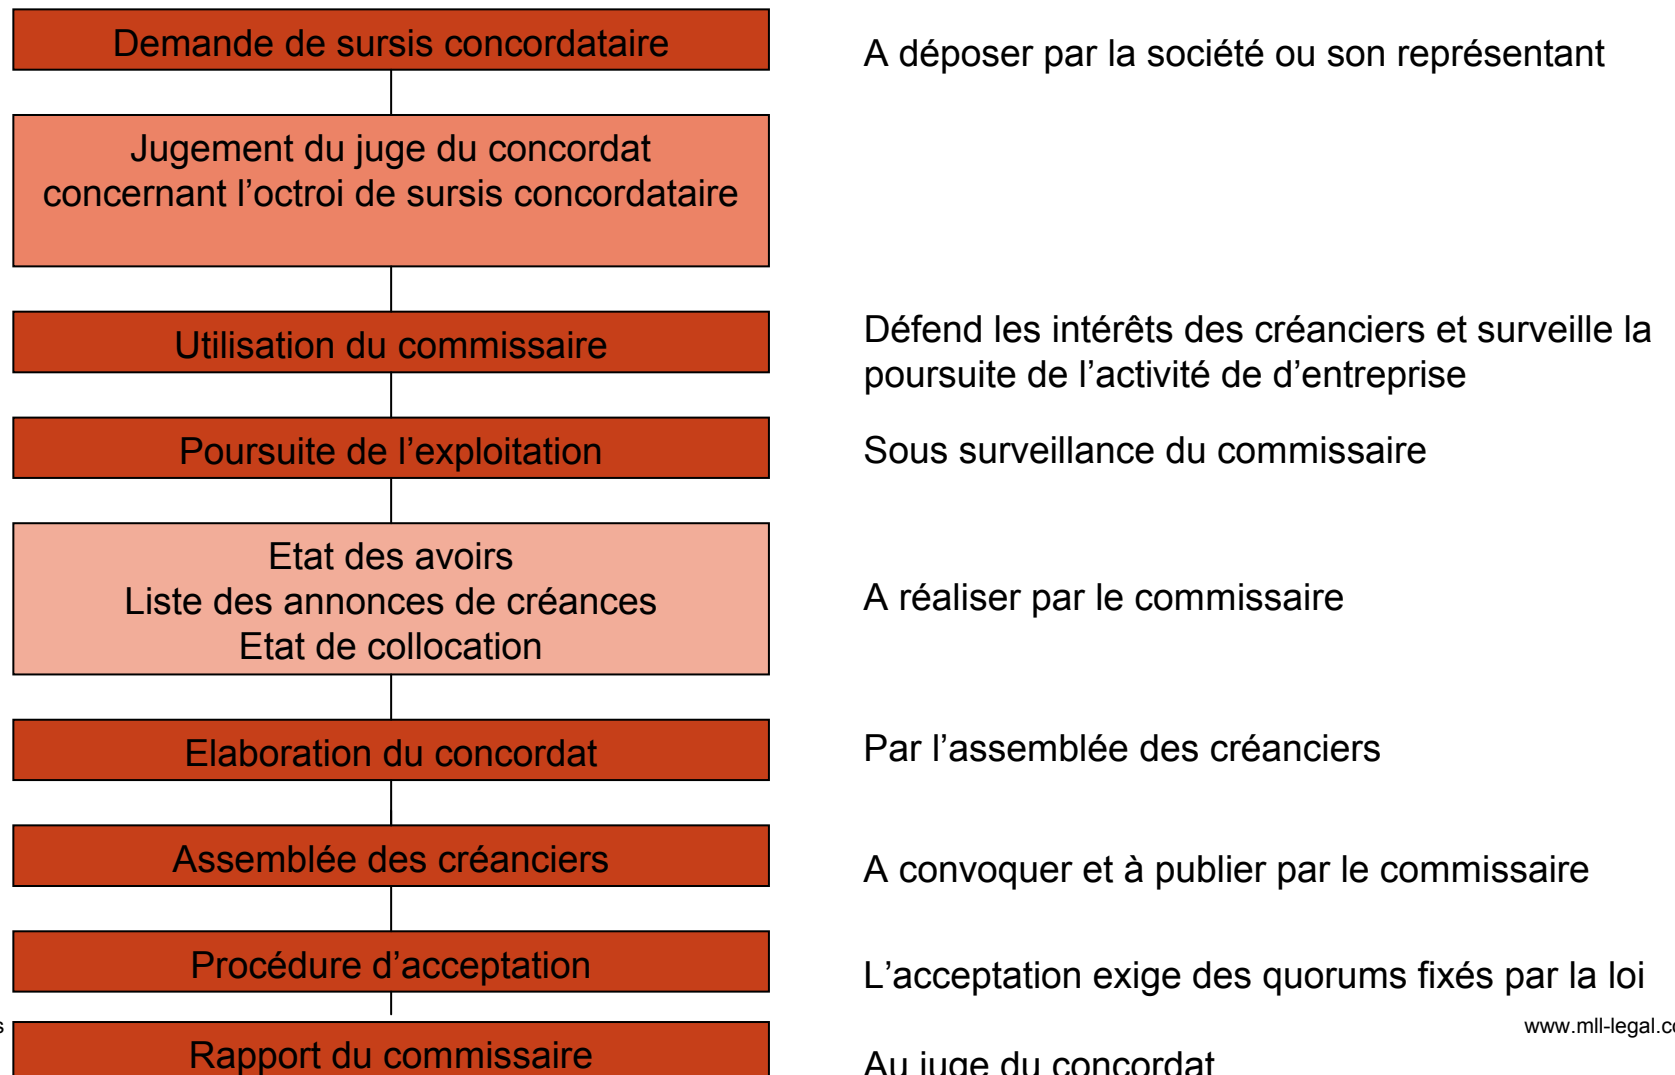 Demande de sursis concordataire
A déposer par la société ou son représentant
Jugement du juge du concordat
concernant l’octroi de sursis concordataire
Utilisation du commissaire
Défend les intérêts des créanciers et surveille la
poursuite de l’activité de d’entreprise
Poursuite de l’exploitation
Sous surveillance du commissaire
Etat des avoirs
Liste des annonces de créances
Etat de collocation
A réaliser par le commissaire
Elaboration du concordat
Par l’assemblée des créanciers
Assemblée des créanciers
A convoquer et à publier par le commissaire
Procédure d’acceptation
L’acceptation exige des quorums fixés par la loi
s
www.mll-legal.co
Rapport du commissaire
Au juge du concordat